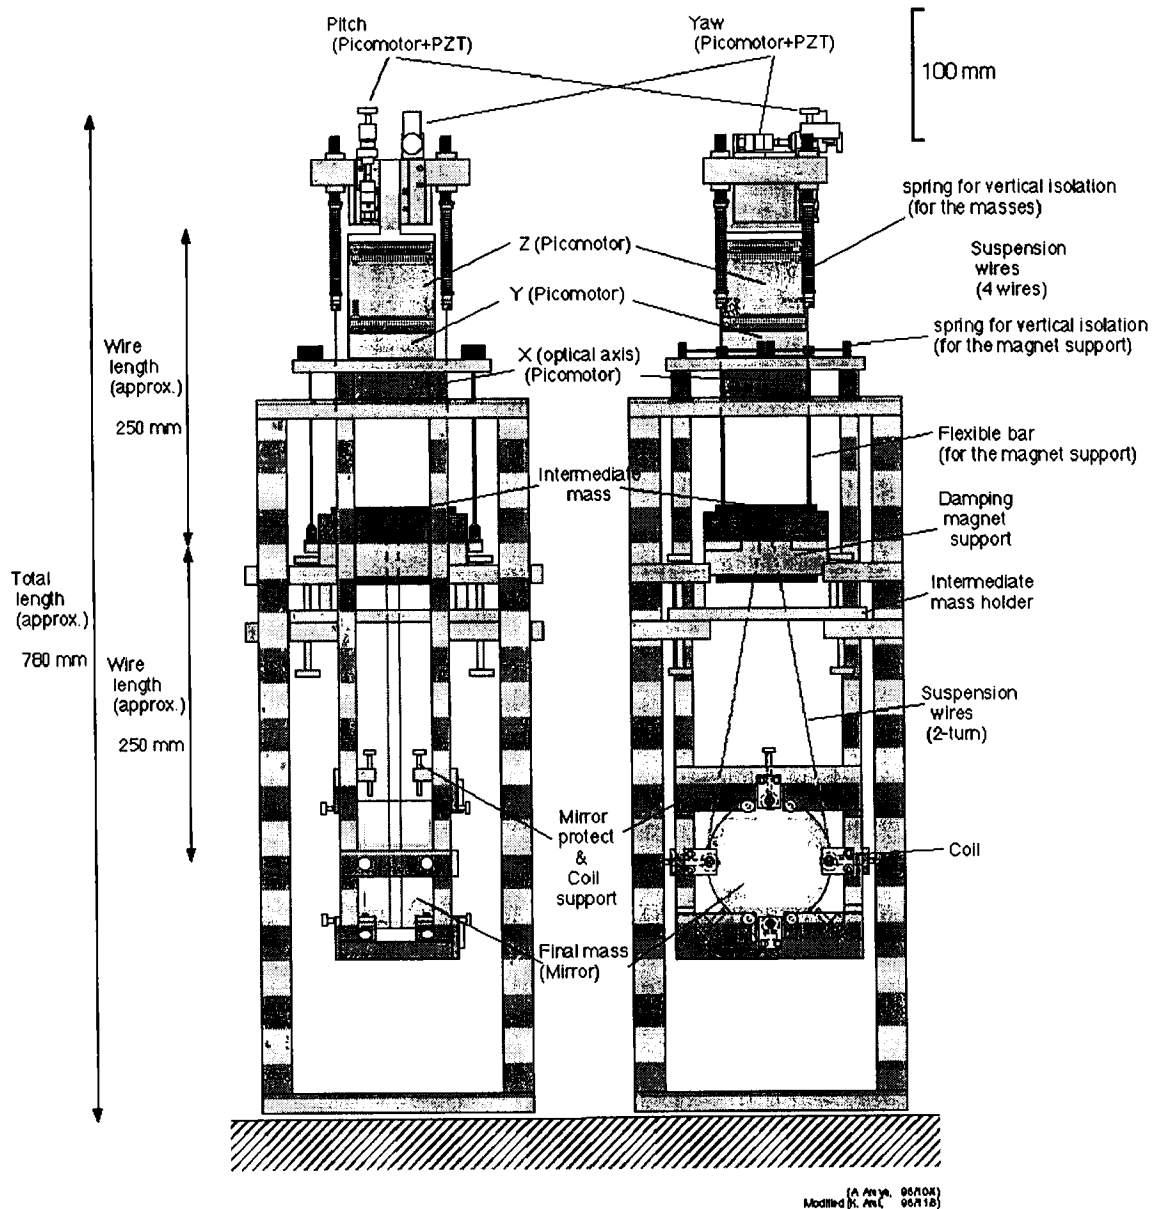 Pitch
(Picomotor+PZT)
Yaw
(Picomotor+PZT)
100 mm
spring for vertical isolation
(for the masses)
Z (Picomotor)
Suspension
wires
(4 wires)
Y (Picomotor)
spring for vertical isolation
(for the magnet support)
X (optical axis)
(Picomotor)
Wire
length
(approx.)
250 mm
Flexible bar
(for the magnet support)
Intermediate
mass
Damping
magnet
support
Total
length
(approx.)
780 mm
Intermediate
mass holder
Wire
length
(approx.)
250 mm
Suspension
wires
(2-turn)
Mirror
protect
&
Coil
support
Coil
Final mass
(Mirror)
Modified